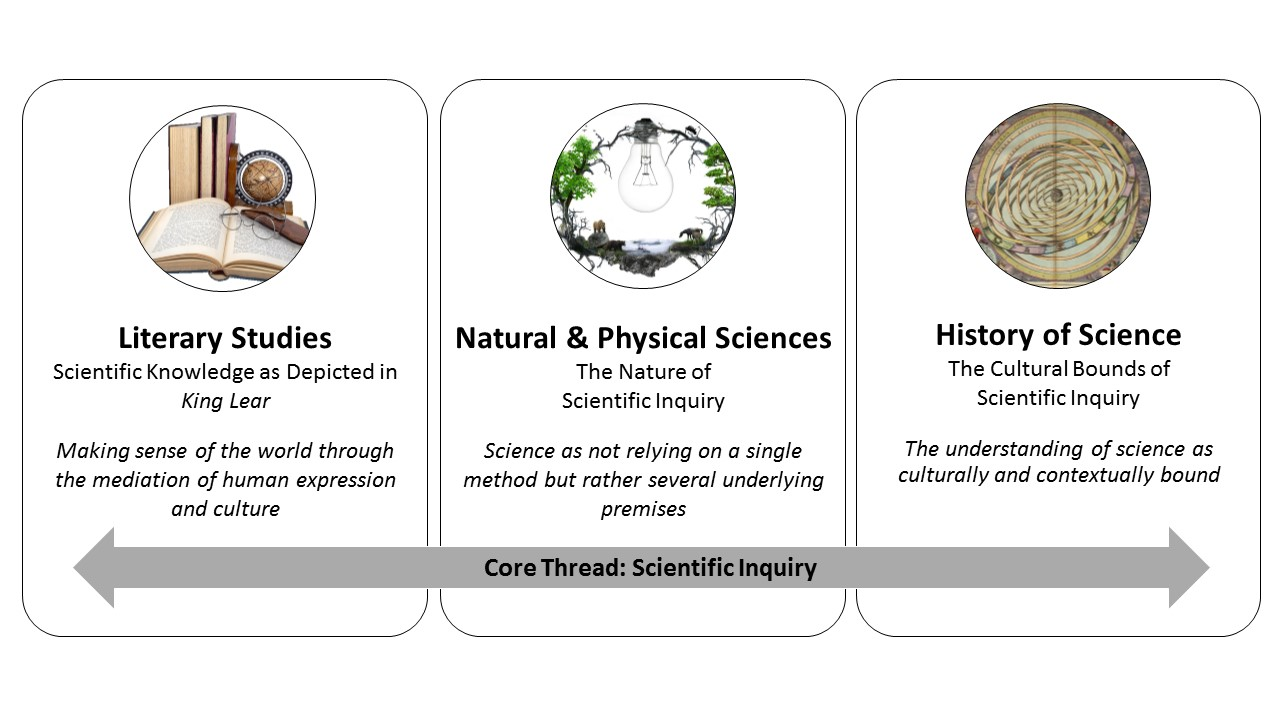 Literary Studies
Scientific Knowledge as Depicted in
King Lear
Making sense of the world through
the mediation of human expression
and culture
Natural & Physical Sciences
The Nature of
Scientific Inquiry
Science as not relying on a single
method but rather several underlying
premises
History of Science
The Cultural Bounds of
Scientific Inquiry
The understanding of science as
culturally and contextually bound
Core Thread: Scientific Inquiry